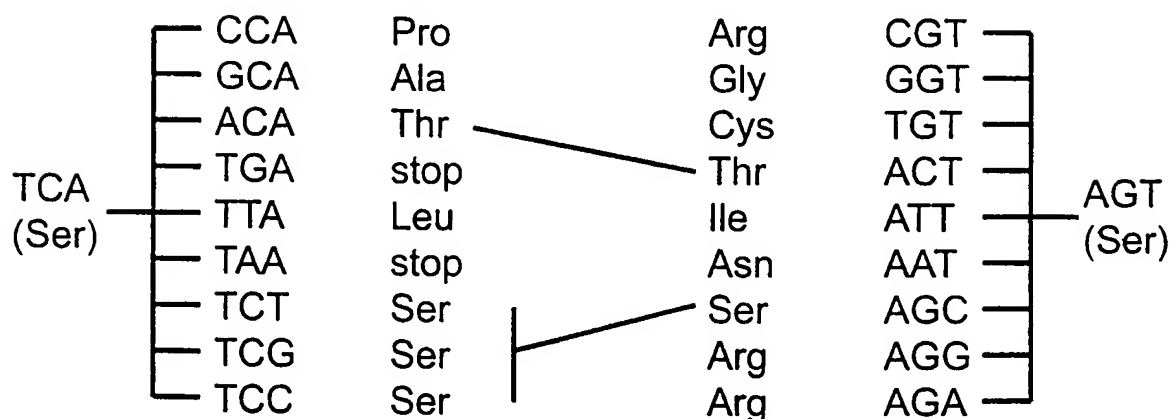 CCA Pro Arg CGT
GCA Ala Gly GGT
ACA Thr Cys TGT
TGA stop Thr ACT
TCA
(Ser)
TTA Leu Ile ATT
AGT
(Ser)
TAA stop Asn AAT
TCT Ser Ser AGC
TCG Ser Arg AGG
TCC Ser Arg AGA